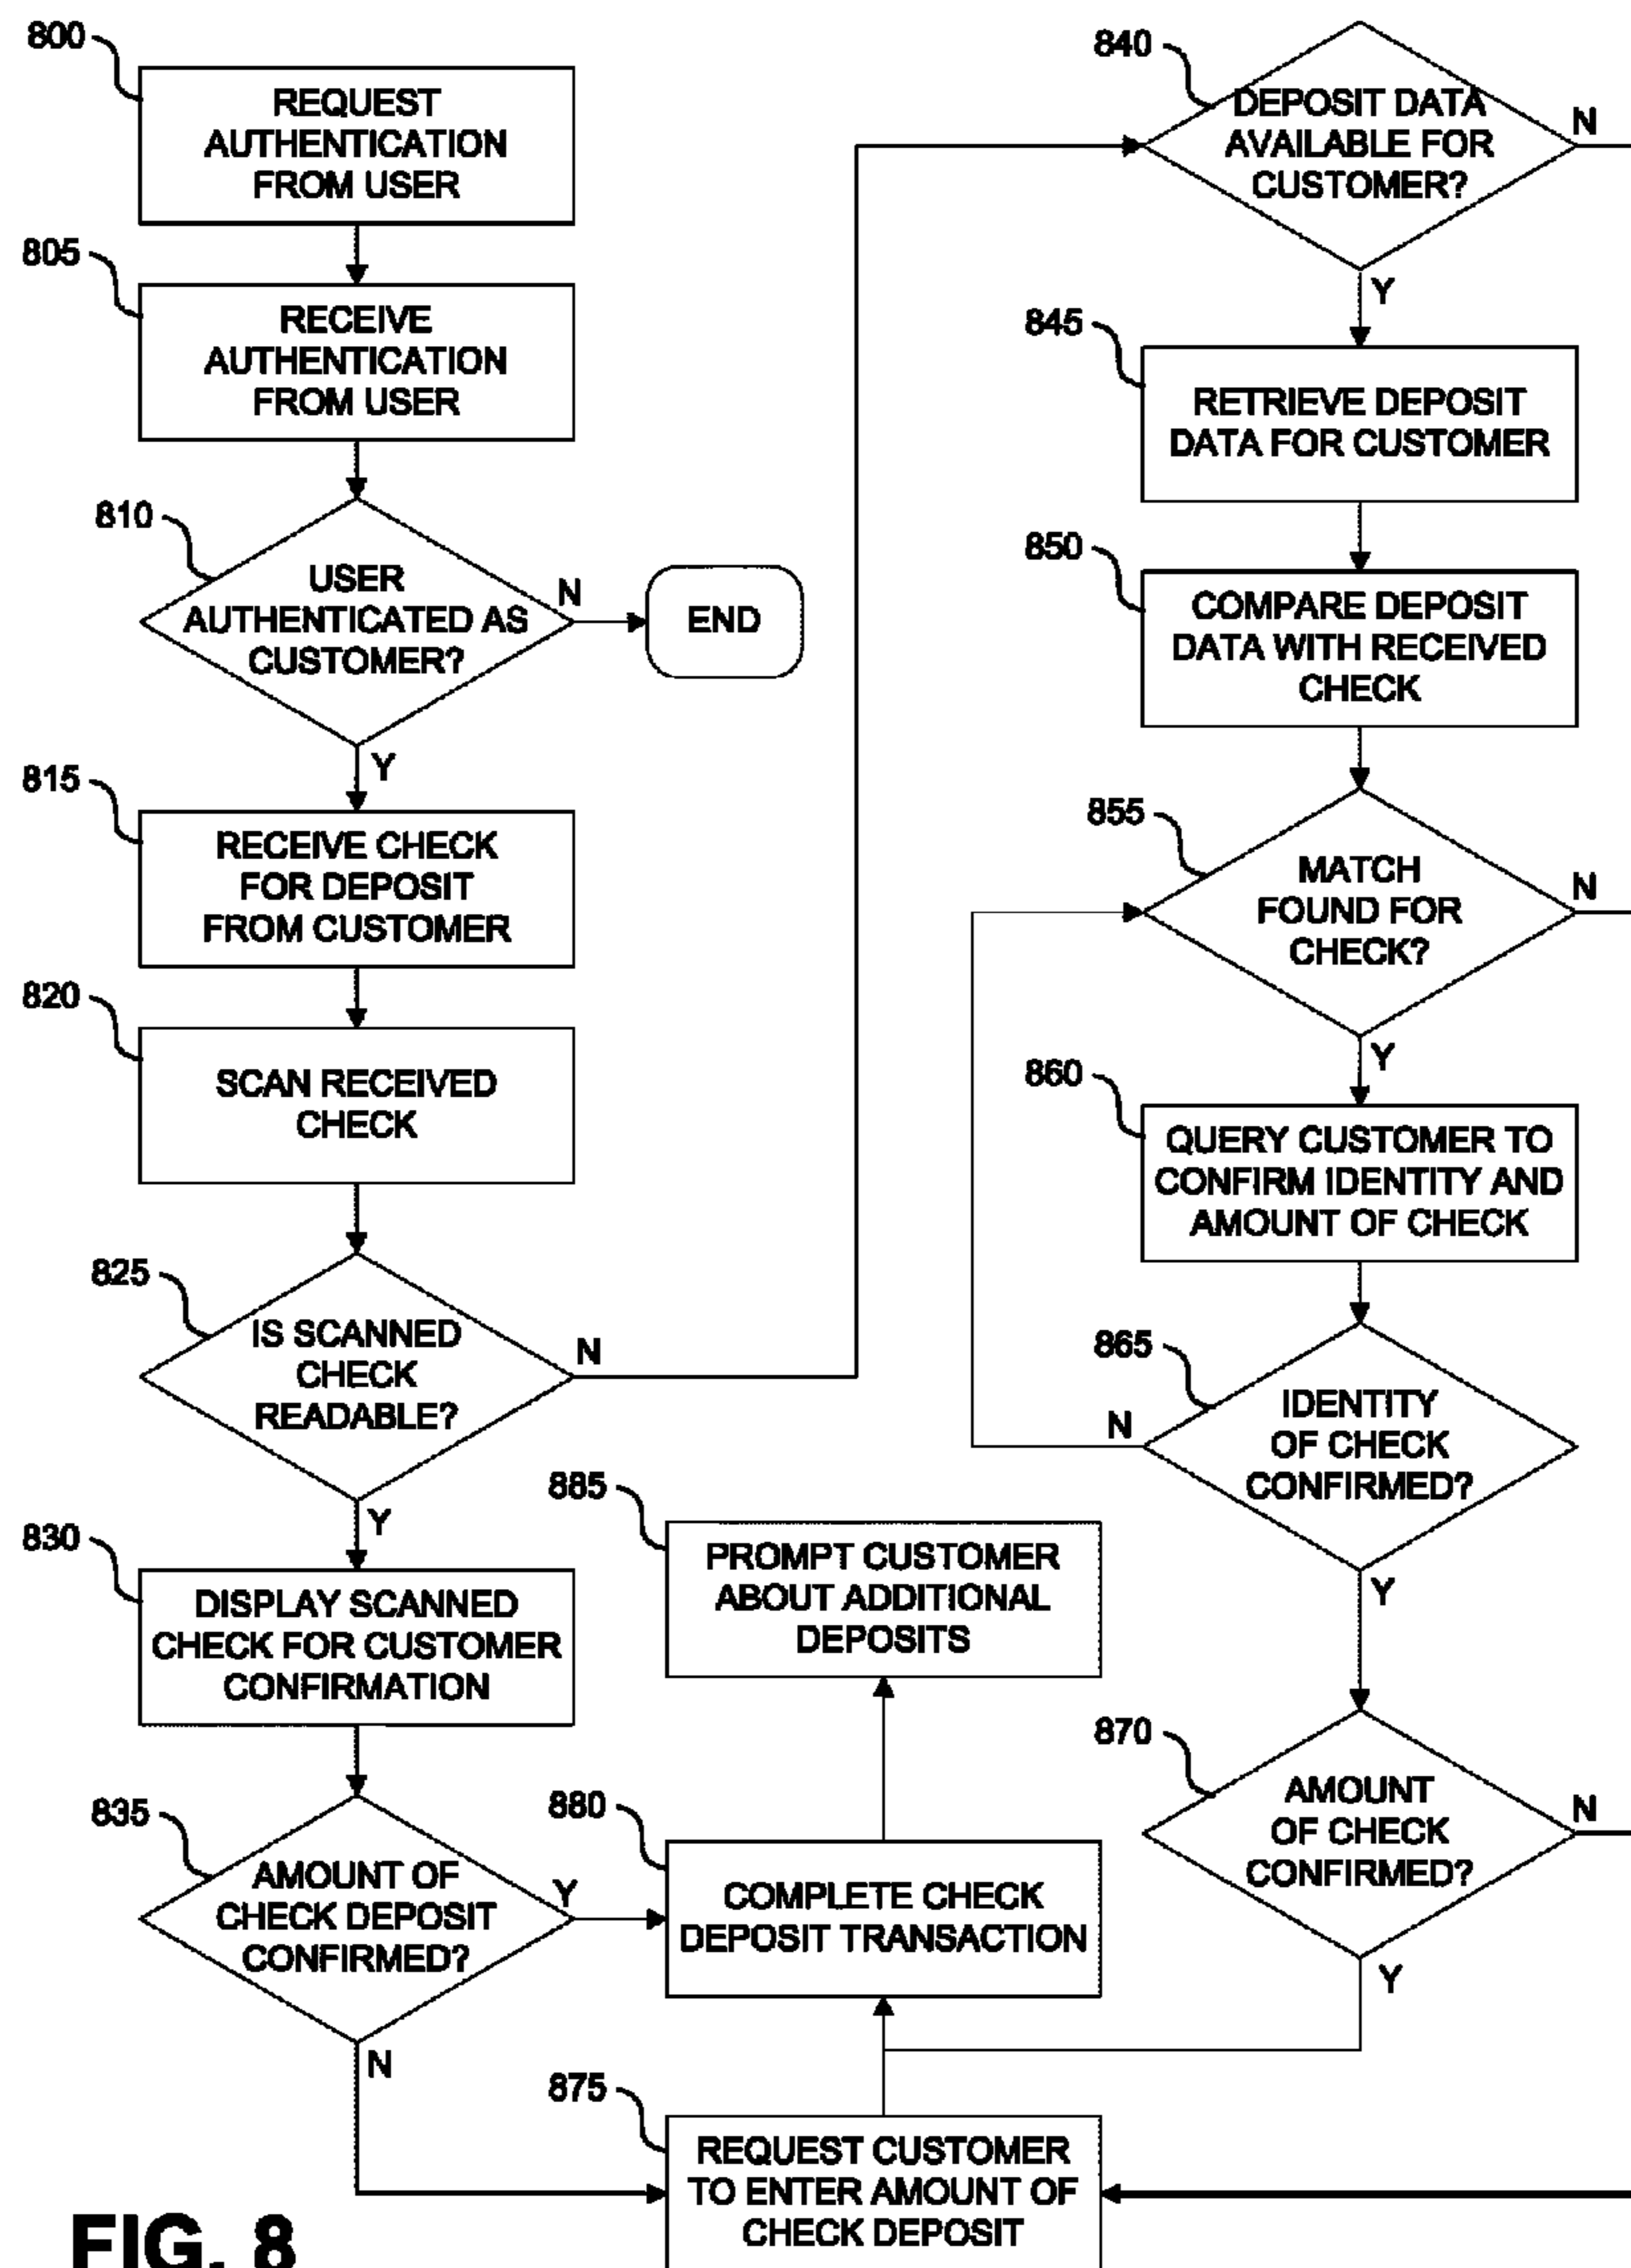 800
REQUEST
AUTHENTICATION
FROM USER
805
RECEIVE
AUTHENTICATION
FROM USER
810
USER
AUTHENTICATED AS
CUSTOMER?
N
END
Y
815
RECEIVE CHECK
FOR DEPOSIT
FROM CUSTOMER
820
SCAN RECEIVED
CHECK
825
IS SCANNED
CHECK
READABLE?
N
Y
830
DISPLAY SCANNED
CHECK FOR CUSTOMER
CONFIRMATION
835
AMOUNT OF
CHECK DEPOSIT
CONFIRMED?
Y
N
840
DEPOSIT DATA
AVAILABLE FOR
CUSTOMER?
N
Y
845
RETRIEVE DEPOSIT
DATA FOR CUSTOMER
850
COMPARE DEPOSIT
DATA WITH RECEIVED
CHECK
855
MATCH
FOUND FOR
CHECK?
N
Y
860
QUERY CUSTOMER TO
CONFIRM IDENTITY AND
AMOUNT OF CHECK
865
IDENTITY
OF CHECK
CONFIRMED?
N
Y
870
AMOUNT
OF CHECK
CONFIRMED?
N
Y
885
PROMPT CUSTOMER
ABOUT ADDITIONAL
DEPOSITS
880
COMPLETE CHECK
DEPOSIT TRANSACTION
875
REQUEST CUSTOMER
TO ENTER AMOUNT OF
CHECK DEPOSIT
FIG. 8